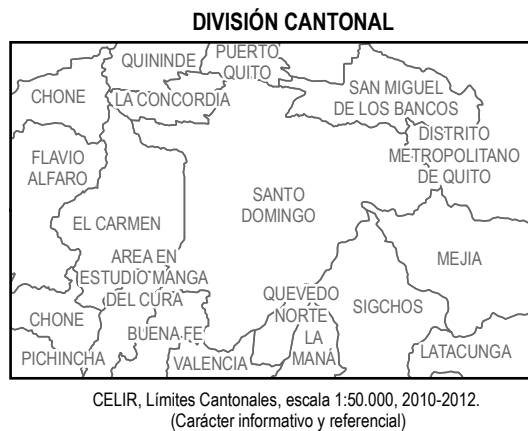 DIVISIÓN CANTONAL
QUININDE
PUERTO
QUITO
CHONE
LA CONCORDIA
SAN MIGUEL
DE LOS BANCOS
DISTRITO
METROPOLITANO
DE QUITO
FLAVIO
ALFARO
SANTO
DOMINGO
EL CARMEN
MEJIA
AREA EN
ESTUDIO MANGA
DEL CURA
QUEVEDO
NORTE
SIGCHOS
CHONE
BUENA FE
LA
MANÁ
PICHINCHA
VALENCIA
LATACUNGA
CELIR, Límites Cantonales, escala 1:50.000, 2010-2012.
(Carácter informativo y referencial)